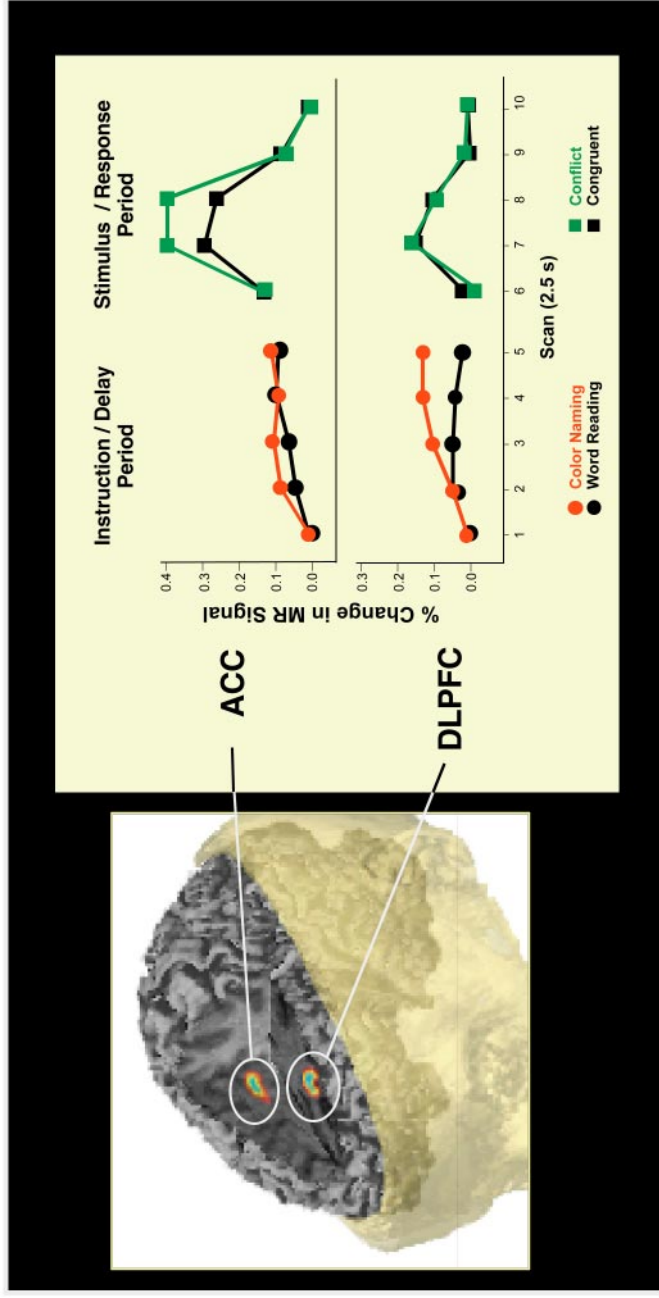 Instruction / Delay
Period
Stimulus / Response
Period
ACC
DLPFC
% Change in MR Signal
0.4
0.3
0.2
0.1
0.0
0.3
0.2
0.1
0.0
1 2 3 4 5 6 7 8 9 10
Scan (2.5 s)
Color Naming
Word Reading
Conflict
Congruent